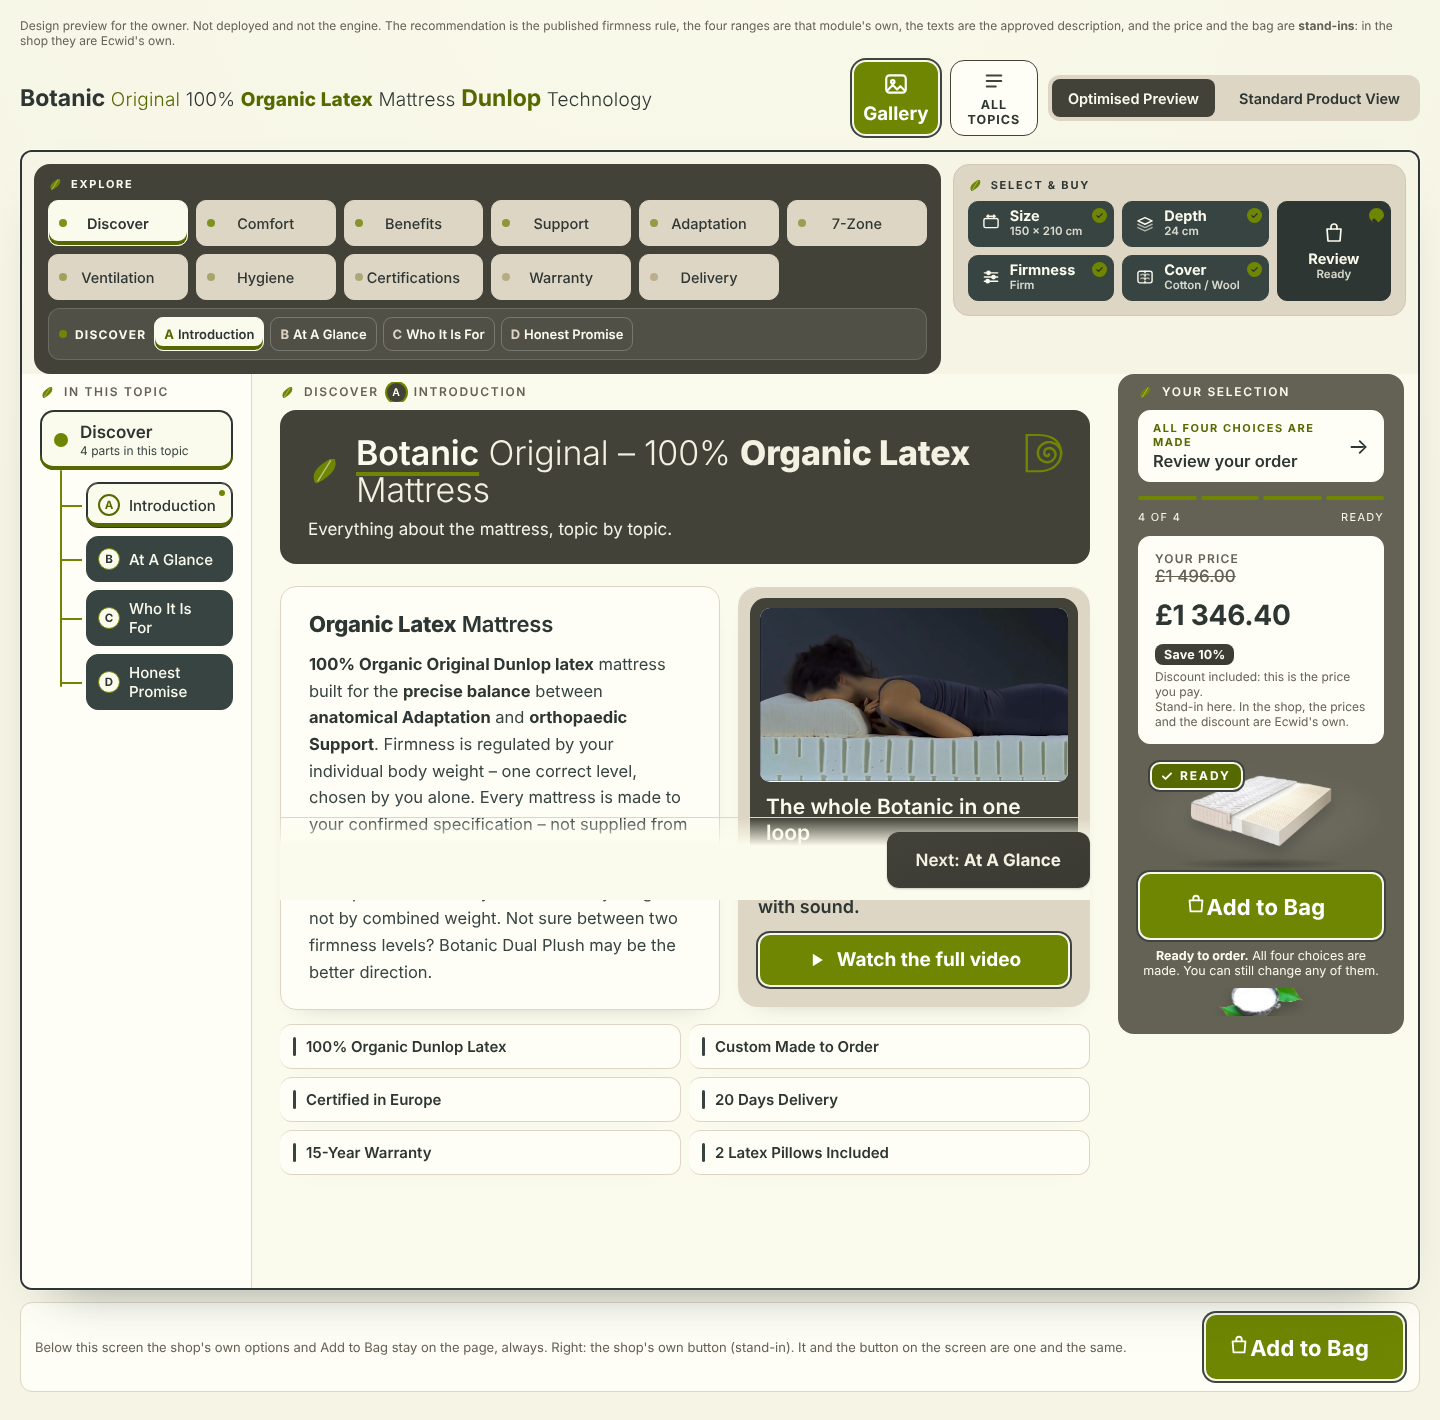 Design preview for the owner. Not deployed and not the engine. The recommendation is the published firmness rule, the four ranges are that module's own, the texts are the approved description, and the price and the bag are stand-ins: in the
shop they are Ecwid's own.
Botanic Original 100% Organic Latex Mattress Dunlop Technology
Gallery
ALL
TOPICS
Optimised Preview
Standard Product View
EXPLORE
Discover
Comfort
Benefits
Support
Adaptation
7-Zone
Ventilation
Hygiene
Certifications
Warranty
Delivery
DISCOVER
A Introduction
B At A Glance
C Who It Is For
D Honest Promise
SELECT & BUY
Size
150 × 210 cm
Depth
24 cm
Firmness
Firm
Cover
Cotton / Wool
Review
Ready
IN THIS TOPIC
Discover
4 parts in this topic
A Introduction
B At A Glance
C Who It Is
For
D Honest
Promise
DISCOVER A INTRODUCTION
Botanic Original – 100% Organic Latex
Mattress
Everything about the mattress, topic by topic.
Organic Latex Mattress
100% Organic Original Dunlop latex mattress
built for the precise balance between
anatomical Adaptation and orthopaedic
Support. Firmness is regulated by your
individual body weight – one correct level,
chosen by you alone. Every mattress is made to
your confirmed specification – not supplied from
not by combined weight. Not sure between two
firmness levels? Botanic Dual Plush may be the
better direction.
The whole Botanic in one
loop
Next: At A Glance
with sound.
Watch the full video
100% Organic Dunlop Latex
Custom Made to Order
Certified in Europe
20 Days Delivery
15-Year Warranty
2 Latex Pillows Included
YOUR SELECTION
ALL FOUR CHOICES ARE
MADE
Review your order
4 OF 4
READY
YOUR PRICE
£1 496.00
£1 346.40
Save 10%
Discount included: this is the price
you pay.
Stand-in here. In the shop, the prices
and the discount are Ecwid's own.
READY
Add to Bag
Ready to order. All four choices are
made. You can still change any of them.
Below this screen the shop's own options and Add to Bag stay on the page, always. Right: the shop's own button (stand-in). It and the button on the screen are one and the same.
Add to Bag